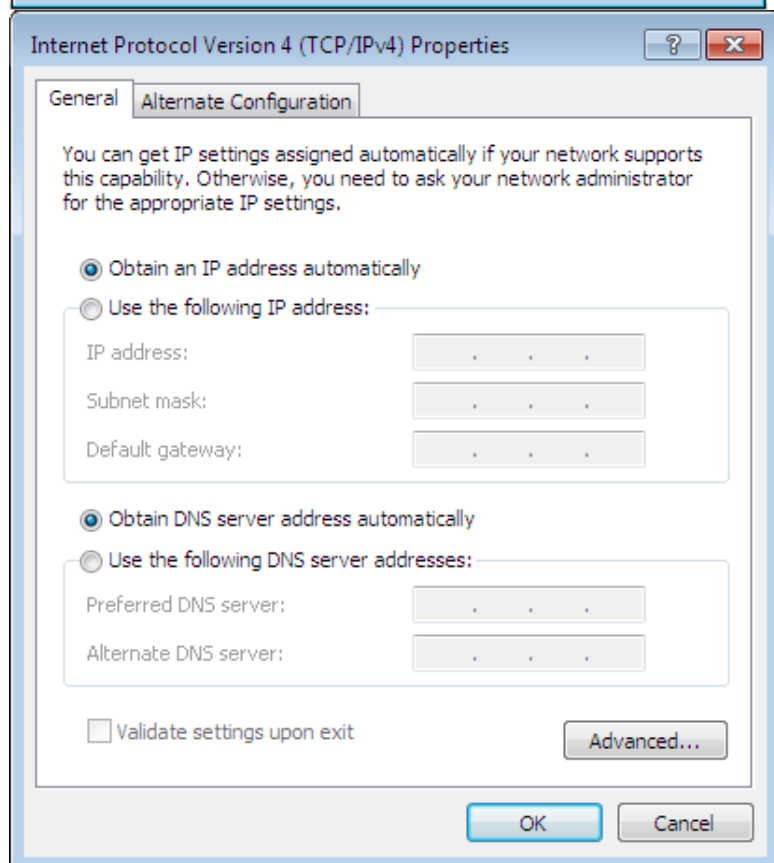 Internet Protocol Version 4 (TCP/IPv4) Properties
?
General
Alternate Configuration
You can get IP settings assigned automatically if your network supports
this capability. Otherwise, you need to ask your network administrator
for the appropriate IP settings.
Obtain an IP address automatically
Use the following IP address:
IP address: . . .
Subnet mask: . . .
Default gateway: . . .
Obtain DNS server address automatically
Use the following DNS server addresses:
Preferred DNS server: . . .
Alternate DNS server: . . .
Validate settings upon exit
Advanced...
OK
Cancel